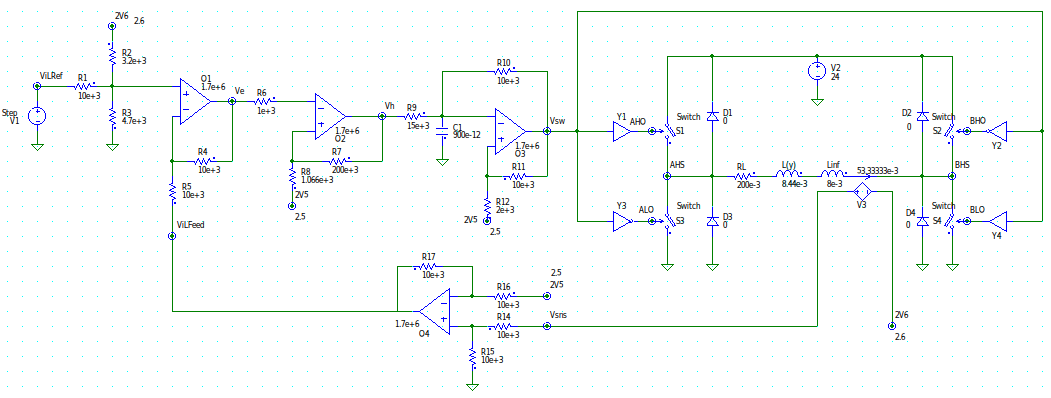 2V6 2.6
R2
3.2e+3
ViLRef
R1
10e+3
Step
V1
R3
4.7e+3
O1
1.7e+6
Ve
R6
1e+3
R4
10e+3
R5
10e+3
ViLFeed
1.7e+6
O2
Vh
R7
200e+3
R8
1.066e+3
2V5
2.5
R9
15e+3
C1
900e-12
R10
10e+3
1.7e+6
O3
Vsw
R11
10e+3
R12
2e+3
2V5
2.5
Y1
AHO
Switch
S1
D1
0
V2
24
D2
0
Switch
S2
BHO
Y2
AHS
RL
200e-3
L(v)
8.44e-3
Linf
8e-3
53.33333e-3
V3
BHS
Y3
ALO
Switch
S3
D3
0
D4
0
Switch
S4
BLO
Y4
R17
10e+3
1.7e+6
O4
R16
10e+3
2.5
2V5
R14
10e+3
Vsns
R15
10e+3
2V6
2.6